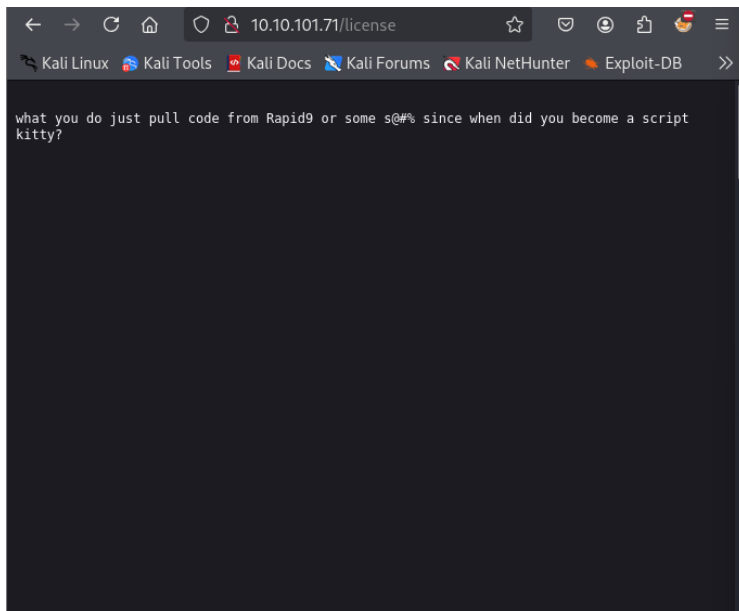 10.10.101.71/license
Kali Linux Kali Tools Kali Docs Kali Forums Kali NetHunter Exploit-DB
what you do just pull code from Rapid9 or some s@#% since when did you become a script
kitty?